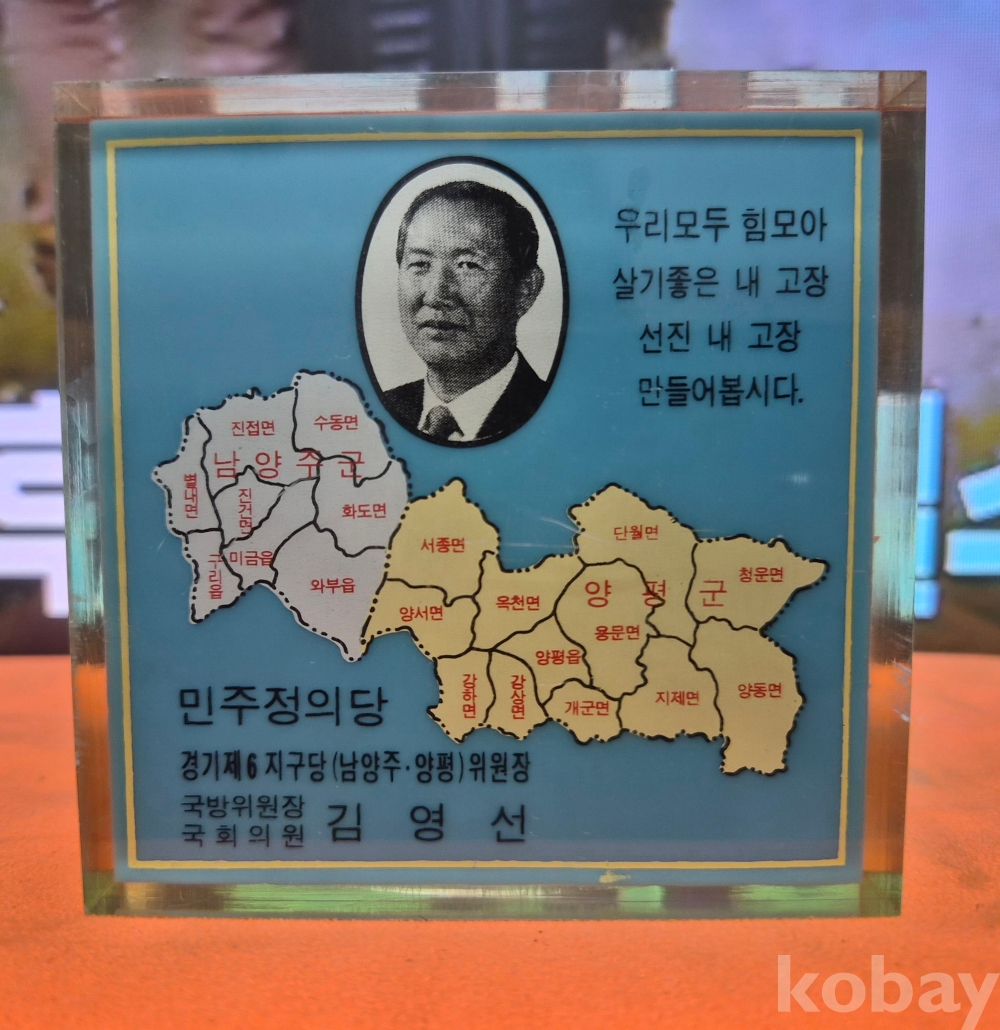 우리모두 힘모아
살기좋은 내 고장
선진 내 고장
만들어봅시다.
진접면
수동면
남양주군
별내면
진건면
화도면
구리읍
미금읍
와부읍
서종면
단월면
청운면
양평군
양서면
옥천면
용문면
양평읍
강하면
강상면
개군면
지제면
양동면
민주정의당
경기제6지구당(남양주·양평)위원장
국방위원장
국회의원
김영선
kobay